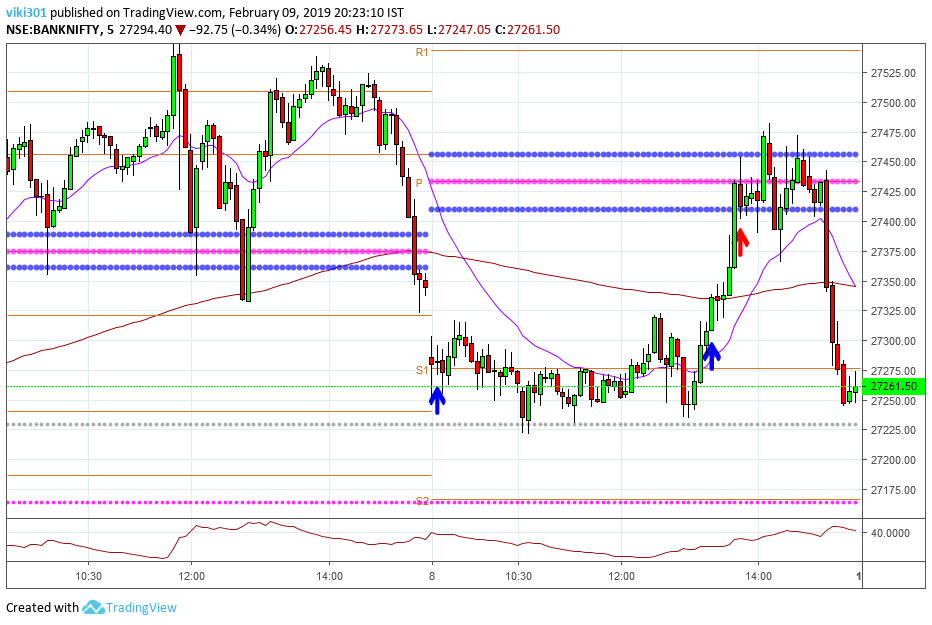 viki301 published on TradingView.com, February 09, 2019 20:23:10 IST
NSE:BANKNIFTY, 5 27294.40 ▼ −92.75 (−0.34%) O:27256.45 H:27273.65 L:27247.05 C:27261.50
R1
27525.00
27500.00
27475.00
27450.00
P
27425.00
27400.00
27375.00
27350.00
27325.00
27300.00
S1
27275.00
27261.50
27250.00
27225.00
27200.00
27175.00
S2
40.0000
10:30 12:00 14:00 8 10:30 12:00 14:00 1
Created with TradingView